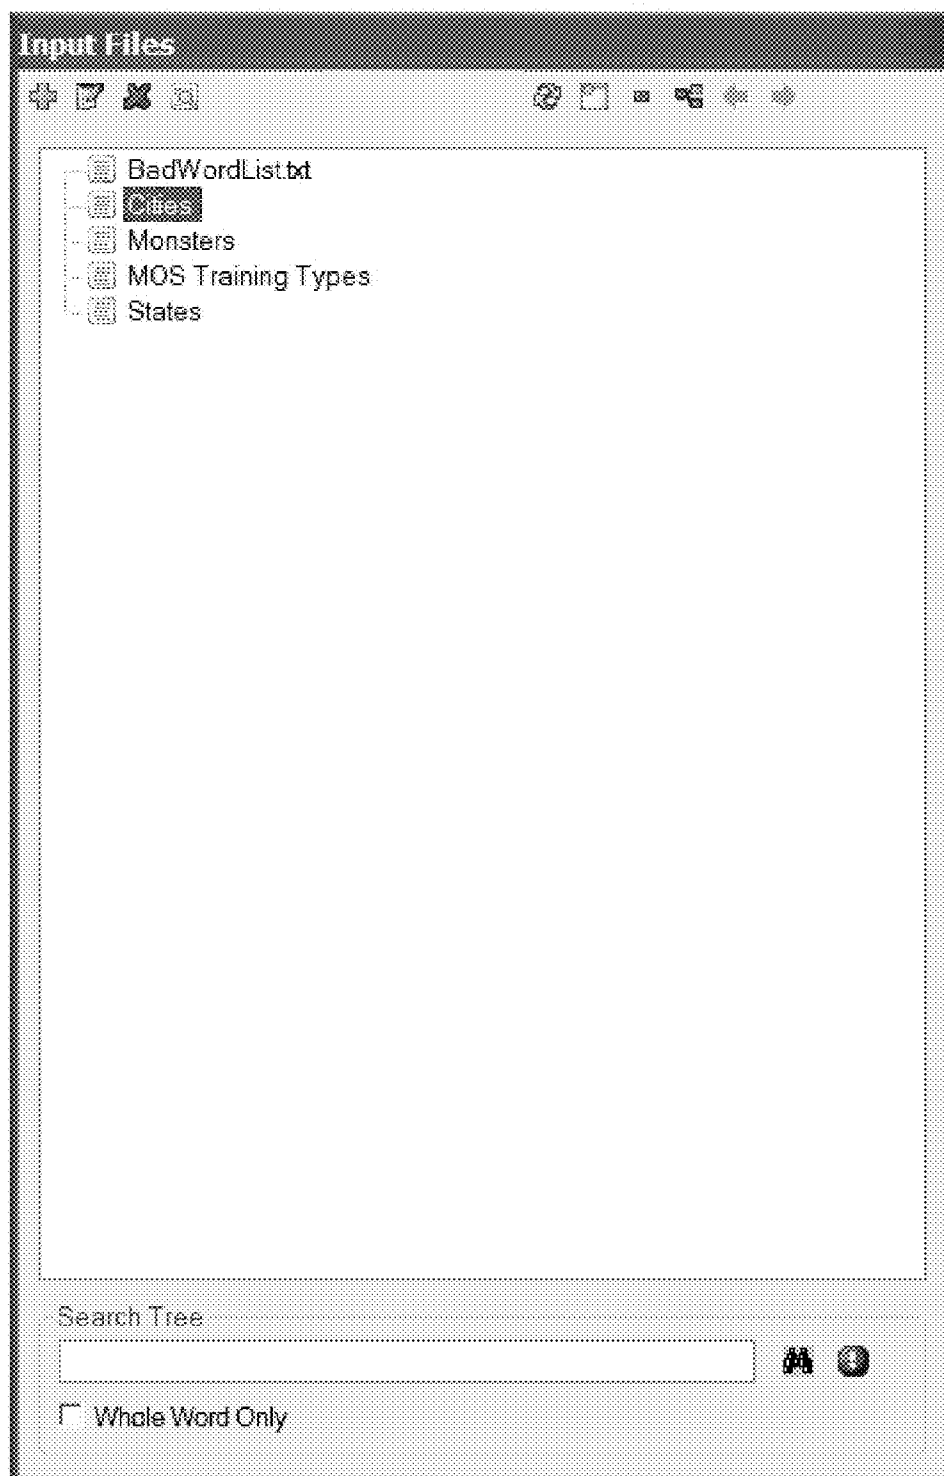 Input Files
BadWordList.txt
Cities
Monsters
MOS Training Types
States
Search Tree
Whole Word Only